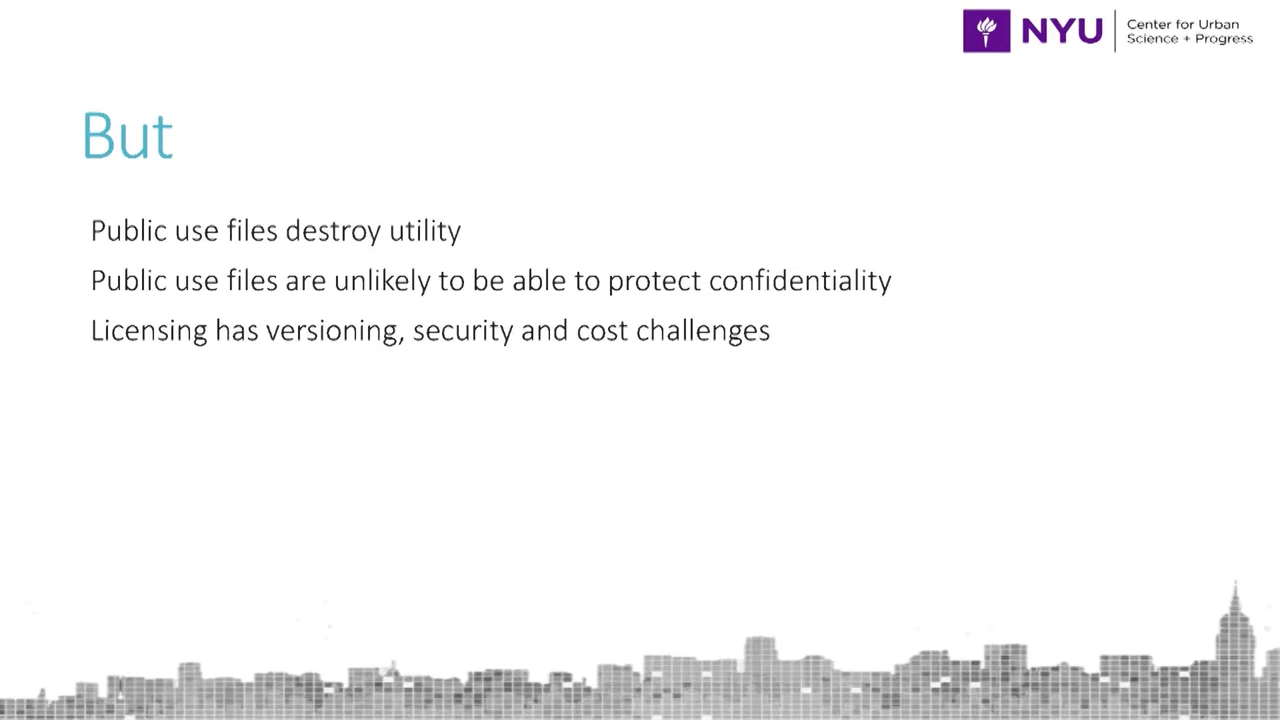 NYU
Center for Urban
Science + Progress
But
Public use files destroy utility
Public use files are unlikely to be able to protect confidentiality
Licensing has versioning, security and cost challenges